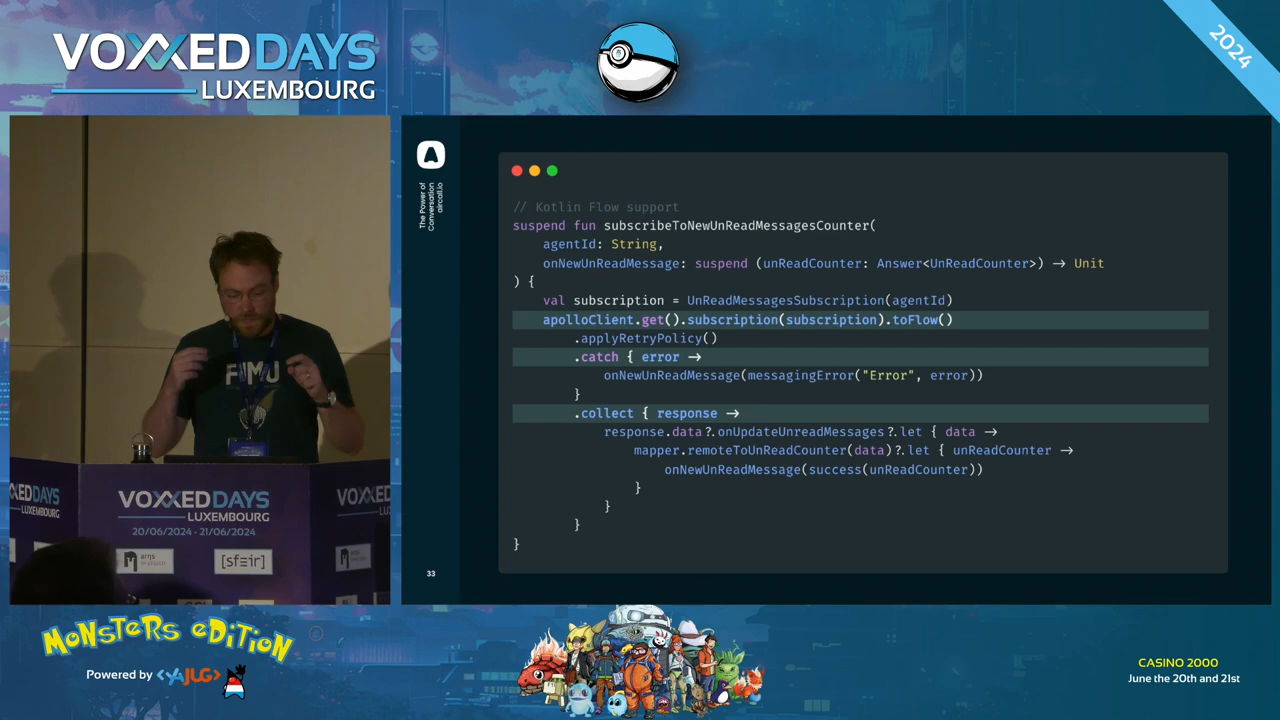 VOXXEDDAYS
LUXEMBOURG
2024
The Power of
Conversation
aircall.io
// Kotlin Flow support
suspend fun subscribeToNewUnReadMessagesCounter(
agentId: String,
onNewUnReadMessage: suspend (unReadCounter: Answer<UnReadCounter>) → Unit
) {
val subscription = UnReadMessagesSubscription(agentId)
apolloClient.get().subscription(subscription).toFlow()
.applyRetryPolicy()
.catch { error →
onNewUnReadMessage(messagingError("Error", error))
}
.collect { response →
response.data?.onUpdateUnreadMessages?.let { data →
mapper.remoteToUnReadCounter(data)?.let { unReadCounter →
onNewUnReadMessage(success(unReadCounter))
}
}
}
}
33
FIMU
VOXXEDDAYS
LUXEMBOURG
20/06/2024 - 21/06/2024
[sfeir]
MONSTERS EDITION
Powered by <YAJUG>
CASINO 2000
June the 20th and 21st